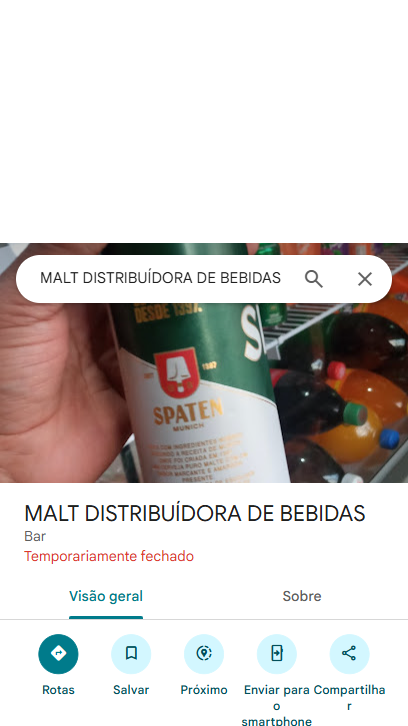 MALT DISTRIBUÍDORA DE BEBIDAS
DESDE 1397
S
1397
SPATEN
MUNICH
MALT DISTRIBUÍDORA DE BEBIDAS
Bar
Temporariamente fechado
Visão geral
Sobre
Rotas
Salvar
Próximo
Enviar para o smartphone
Compartilhar